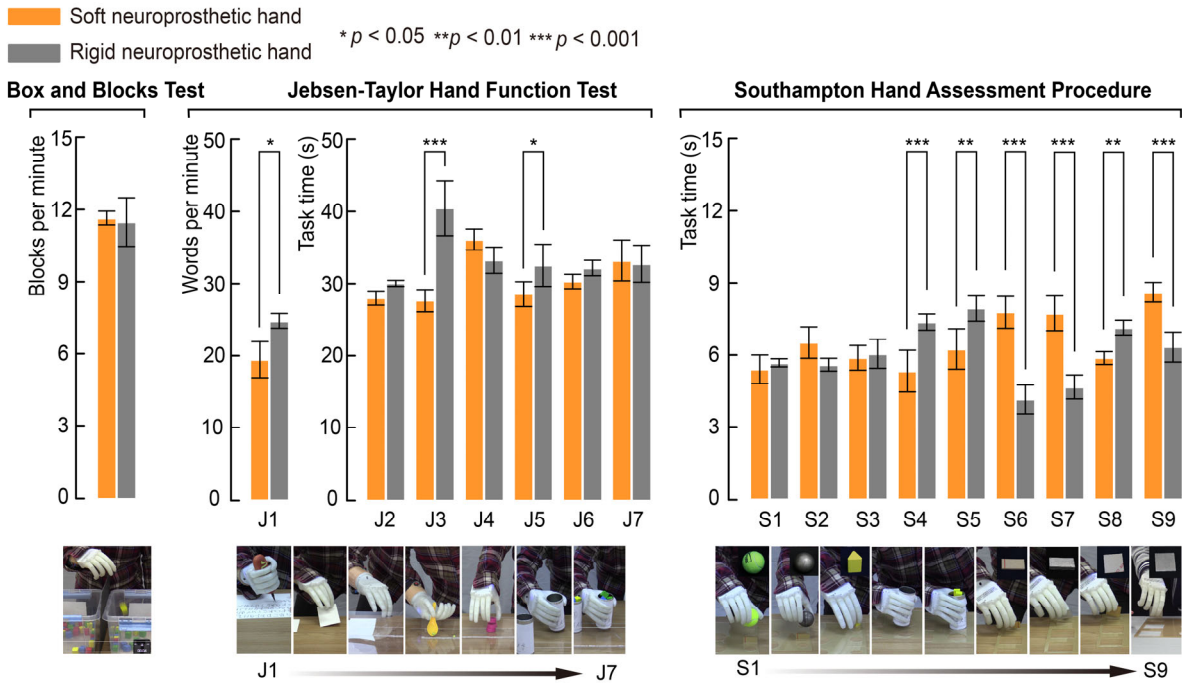 Soft neuroprosthetic hand
Rigid neuroprosthetic hand
*p < 0.05 **p < 0.01 ***p < 0.001
Box and Blocks Test
Jebsen-Taylor Hand Function Test
Southampton Hand Assessment Procedure
Blocks per minute
15
12
9
6
3
0
Words per minute
50
40
30
20
10
0
*
J1
Task time (s)
50
40
30
20
10
0
***
*
J2 J3 J4 J5 J6 J7
Task time (s)
15
12
9
6
3
0
*** ** *** *** ** ***
S1 S2 S3 S4 S5 S6 S7 S8 S9
J1 J7
S1 S9